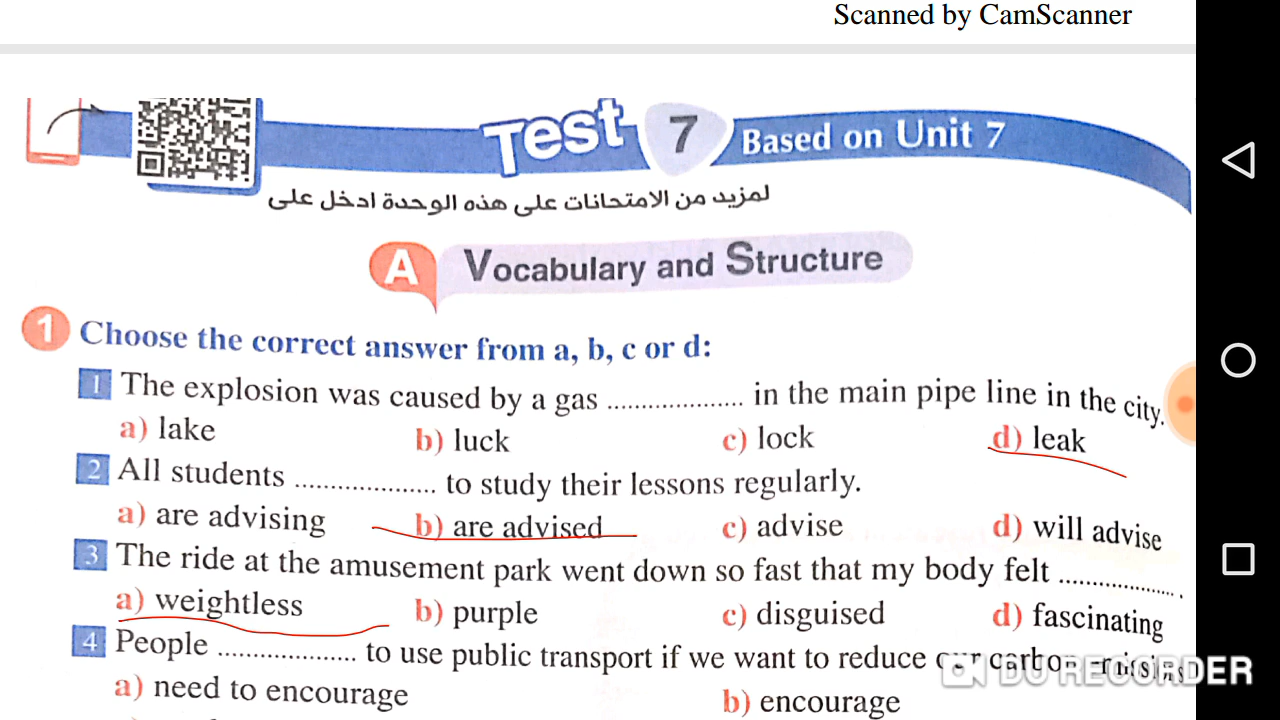 Scanned by CamScanner
Test 7 Based on Unit 7
لمزيد من الامتحانات على هذه الوحدة ادخل على
A Vocabulary and Structure
1 Choose the correct answer from a, b, c or d:
1 The explosion was caused by a gas .................... in the main pipe line in the city.
a) lake b) luck c) lock d) leak
2 All students .................... to study their lessons regularly.
a) are advising b) are advised c) advise d) will advise
3 The ride at the amusement park went down so fast that my body felt .................... .
a) weightless b) purple c) disguised d) fascinating
4 People .................... to use public transport if we want to reduce our carbon
a) need to encourage b) encourage
DU RECORDER